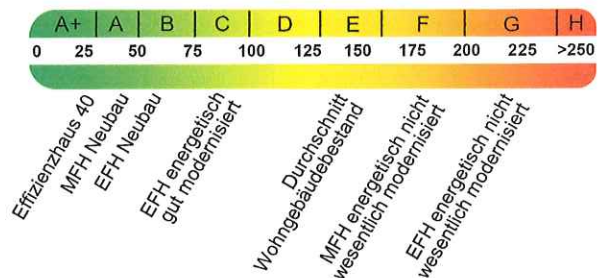 A+ A B C D E F G H
0 25 50 75 100 125 150 175 200 225 >250
Effizienzhaus 40
MFH Neubau
EFH Neubau
EFH energetisch
gut modernisiert
Durchschnitt
Wohngebäudebestand
MFH energetisch nicht
wesentlich modernisiert
EFH energetisch nicht
wesentlich modernisiert